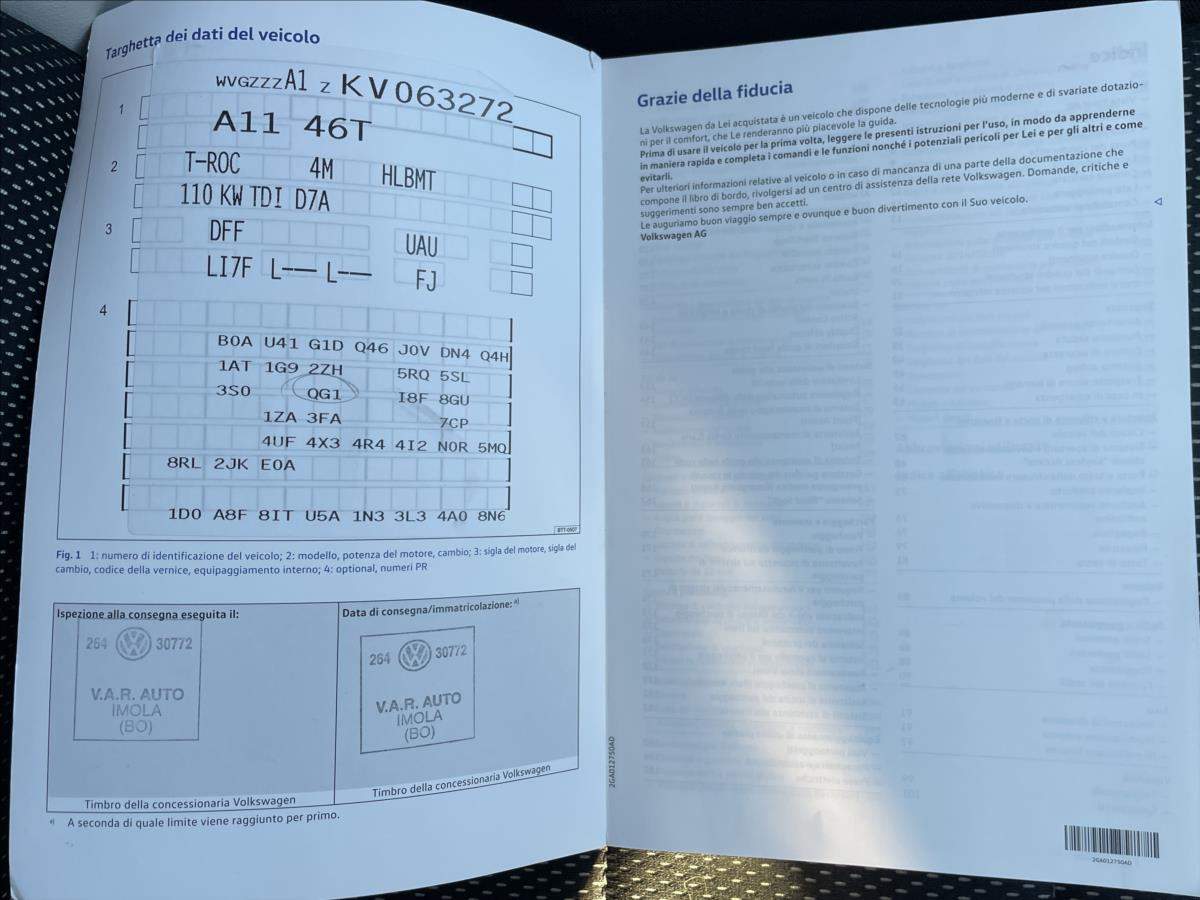 Targhetta dei dati del veicolo
WVGZZZA1 Z KV063272
1
A11 46T
2
T-ROC 4M HLBMT
110 KW TDI D7A
3
DFF UAU
LI7F L–– L–– FJ
4
B0A U41 G1D Q46 J0V DN4 Q4H
1AT 1G9 2ZH 5RQ 5SL
3S0 QG1 I8F 8GU
1ZA 3FA 7CP
4UF 4X3 4R4 4I2 N0R 5MQ
8RL 2JK E0A
1D0 A8F 8IT U5A 1N3 3L3 4A0 8N6
BTT-0507
Fig. 1 1: numero di identificazione del veicolo; 2: modello, potenza del motore, cambio; 3: sigla del motore, sigla del
cambio, codice della vernice, equipaggiamento interno; 4: optional, numeri PR
Ispezione alla consegna eseguita il:
264 30772
V.A.R. AUTO
IMOLA
(BO)
Timbro della concessionaria Volkswagen
Data di consegna/immatricolazione: a)
264 30772
V.A.R. AUTO
IMOLA
(BO)
Timbro della concessionaria Volkswagen
a) A seconda di quale limite viene raggiunto per primo.
Grazie della fiducia
La Volkswagen da Lei acquistata è un veicolo che dispone delle tecnologie più moderne e di svariate dotazio-
ni per il comfort, che Le renderanno più piacevole la guida.
Prima di usare il veicolo per la prima volta, leggere le presenti istruzioni per l'uso, in modo da apprenderne
in maniera rapida e completa i comandi e le funzioni nonché i potenziali pericoli per Lei e per gli altri e come
evitarli.
Per ulteriori informazioni relative al veicolo o in caso di mancanza di una parte della documentazione che
compone il libro di bordo, rivolgersi ad un centro di assistenza della rete Volkswagen. Domande, critiche e
suggerimenti sono sempre ben accetti.
Le auguriamo buon viaggio sempre e ovunque e buon divertimento con il Suo veicolo.
Volkswagen AG
2GA012750AD
2GA012750AD